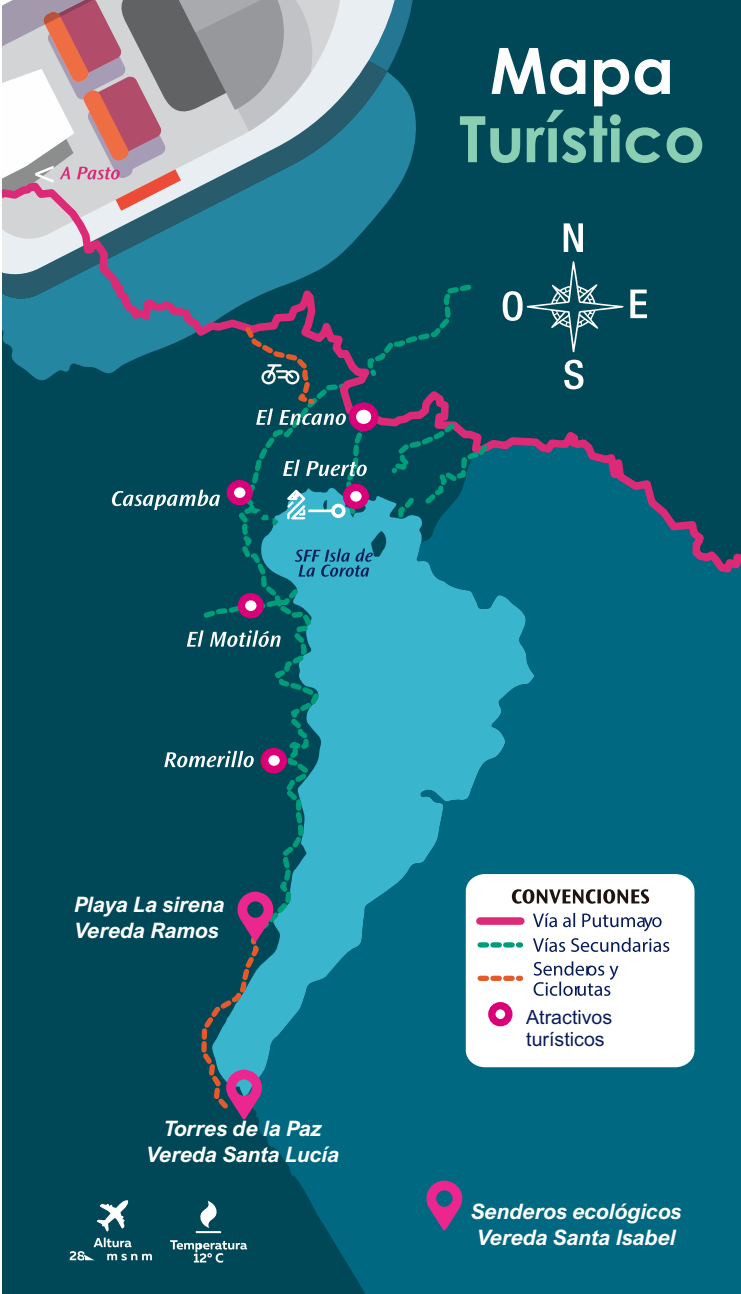 Mapa
Turístico
< A Pasto
N
O
E
S
El Encano
El Puerto
Casapamba
SFF Isla de
La Corota
El Motilón
Romerillo
Playa La sirena
Vereda Ramos
CONVENCIONES
Vía al Putumayo
Vías Secundarias
Senderos y
Ciclorutas
Atractivos
turísticos
Torres de la Paz
Vereda Santa Lucía
Senderos ecológicos
Vereda Santa Isabel
Altura
m s n m
Temperatura
12° C